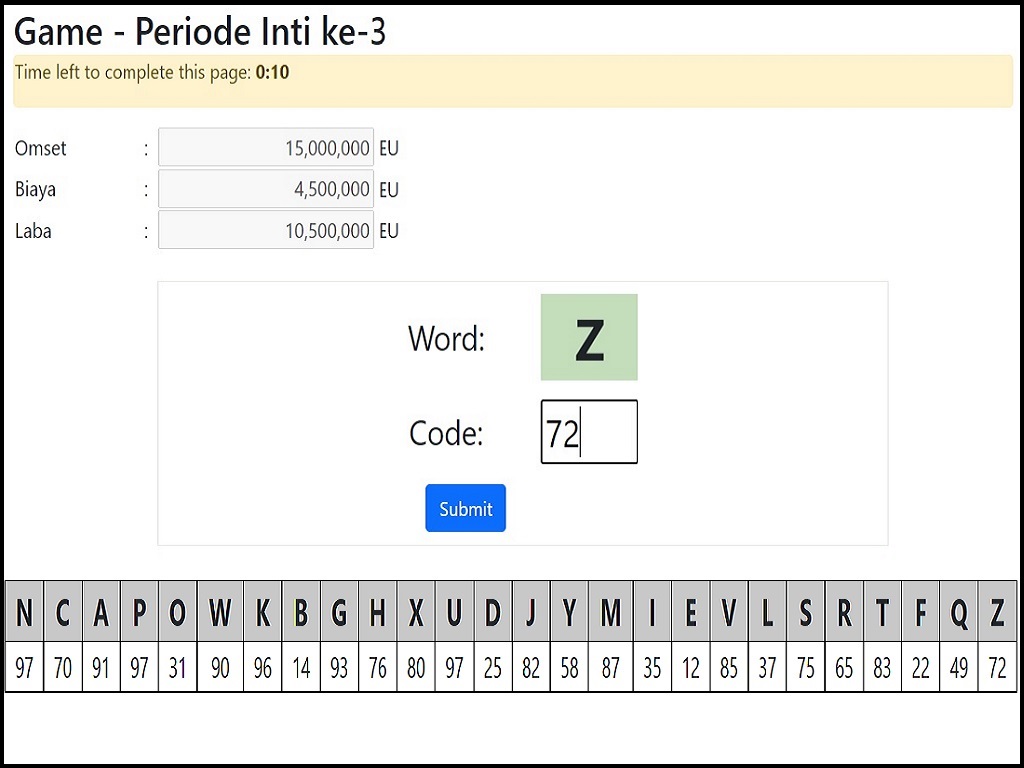 Game - Periode Inti ke-3
Time left to complete this page: 0:10
Omset : 15,000,000 EU
Biaya : 4,500,000 EU
Laba : 10,500,000 EU
Word: Z
Code: 72
Submit
N C A P O W K B G H X U D J Y M I E V L S R T F Q Z
97 70 91 97 31 90 96 14 93 76 80 97 25 82 58 87 35 12 85 37 75 65 83 22 49 72